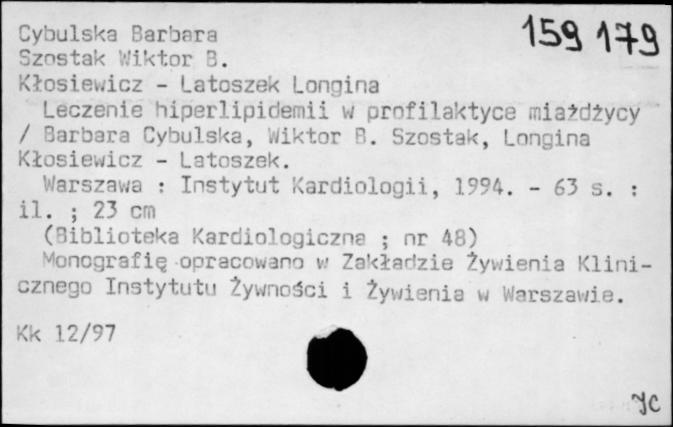 159 179
Cybulska Barbara
Szostak Wiktor B.
Kłosiewicz - Latoszek Longina
Leczenie hiperlipidemii w profilaktyce miażdżycy
/ Barbara Cybulska, Wiktor B. Szostak, Longina
Kłosiewicz - Latoszek.
Warszawa : Instytut Kardiologii, 1994. - 63 s. :
il. ; 23 cm
(Biblioteka Kardiologiczna ; nr 48)
Monografię opracowano w Zakładzie Żywienia Klini-
cznego Instytutu Żywności i Żywienia w Warszawie.
Kk 12/97
JC